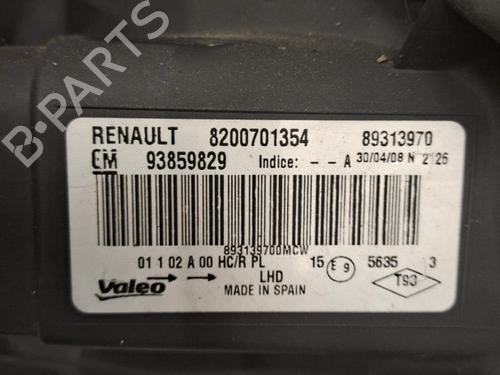 B-PARTS
RENAULT 8200701354 89313970
GM 93859829 Indice: - - A 30/04/08 N 2 26
893139700MCW
01 1 02 A 00 HC/R PL 15 E 9 5635 3
Valeo LHD T93
MADE IN SPAIN